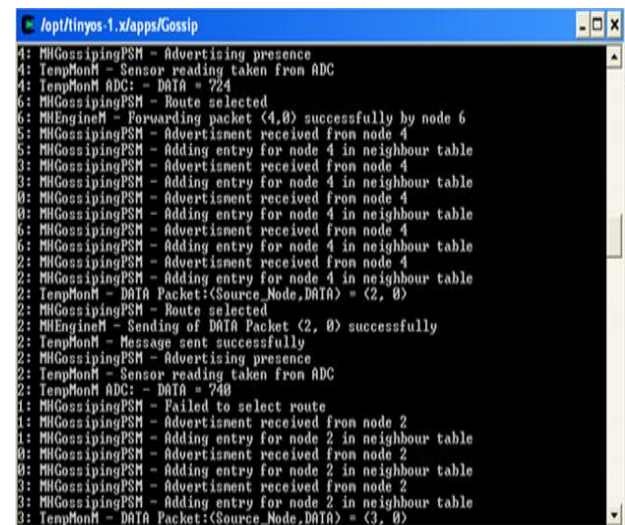 /opt/tinyos-1.x/apps/Gossip
4: MHGossipingPSM - Advertising presence
4: TempMonM - Sensor reading taken from ADC
4: TempMonM ADC: - DATA = 724
6: MHGossipingPSM - Route selected
6: MHEngineM - Forwarding packet <4,0> successfully by node 6
5: MHGossipingPSM - Advertisment received from node 4
5: MHGossipingPSM - Adding entry for node 4 in neighbour table
3: MHGossipingPSM - Advertisment received from node 4
3: MHGossipingPSM - Adding entry for node 4 in neighbour table
0: MHGossipingPSM - Advertisment received from node 4
0: MHGossipingPSM - Adding entry for node 4 in neighbour table
6: MHGossipingPSM - Advertisment received from node 4
6: MHGossipingPSM - Adding entry for node 4 in neighbour table
2: MHGossipingPSM - Advertisment received from node 4
2: MHGossipingPSM - Adding entry for node 4 in neighbour table
2: TempMonM - DATA Packet:<Source_Node,DATA> = <2, 0>
2: MHGossipingPSM - Route selected
2: MHEngineM - Sending of DATA Packet <2, 0> successfully
2: TempMonM - Message sent successfully
2: MHGossipingPSM - Advertising presence
2: TempMonM - Sensor reading taken from ADC
2: TempMonM ADC: - DATA = 740
1: MHGossipingPSM - Failed to select route
1: MHGossipingPSM - Advertisment received from node 2
1: MHGossipingPSM - Adding entry for node 2 in neighbour table
0: MHGossipingPSM - Advertisment received from node 2
0: MHGossipingPSM - Adding entry for node 2 in neighbour table
3: MHGossipingPSM - Advertisment received from node 2
3: MHGossipingPSM - Adding entry for node 2 in neighbour table
3: TempMonM - DATA Packet:<Source_Node,DATA> = <3, 0>